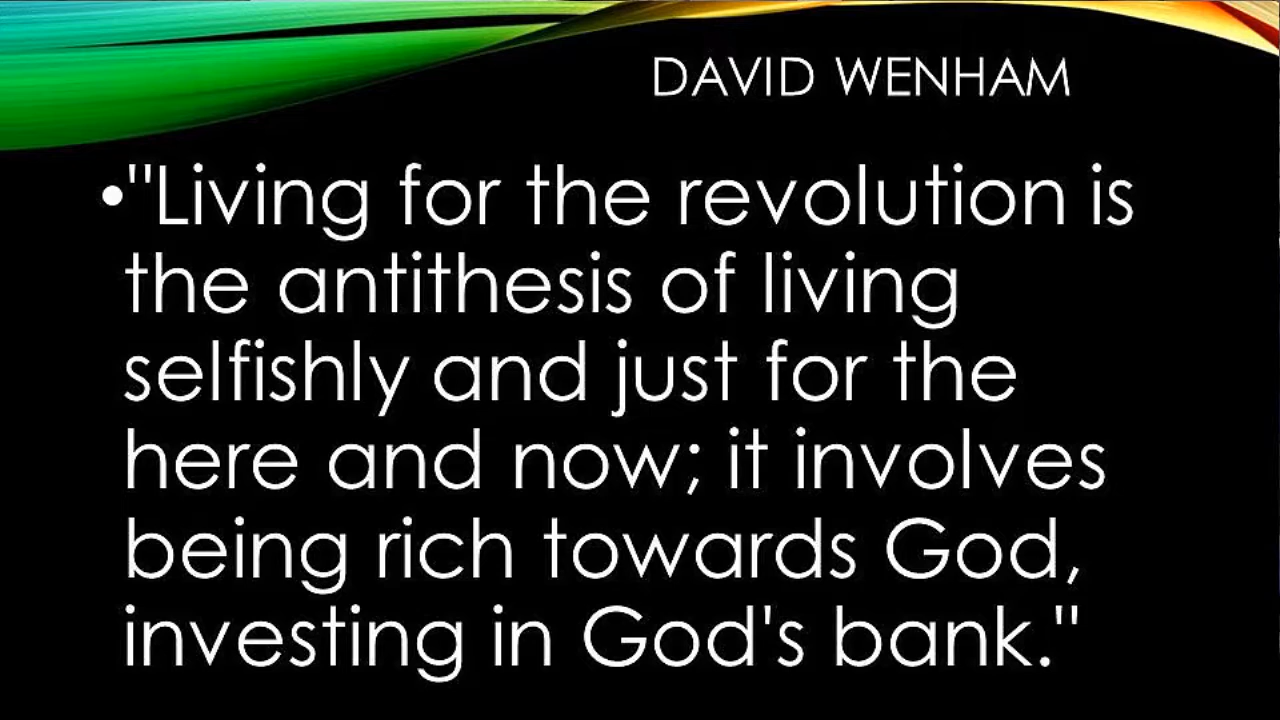 DAVID WENHAM
•"Living for the revolution is
the antithesis of living
selfishly and just for the
here and now; it involves
being rich towards God,
investing in God's bank."